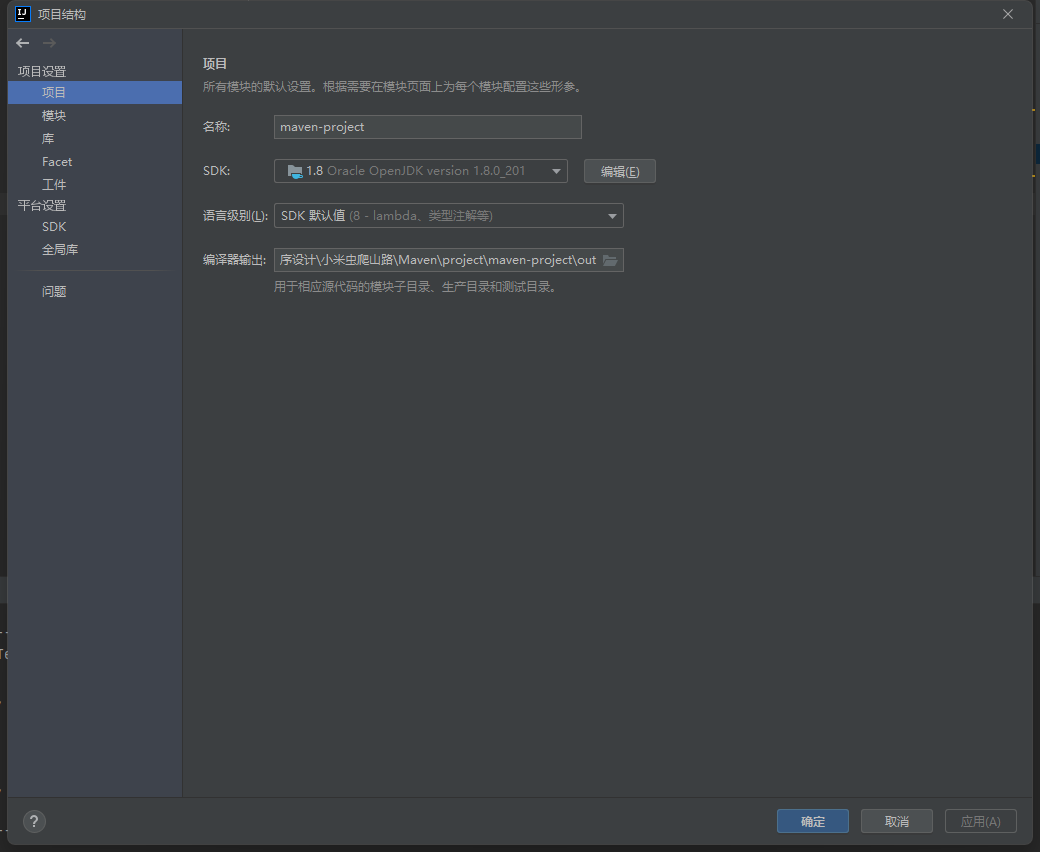 项目结构
项目设置
项目
模块
库
Facet
工件
平台设置
SDK
全局库
问题
项目
所有模块的默认设置。根据需要在模块页面上为每个模块配置这些形参。
名称: maven-project
SDK: 1.8 Oracle OpenJDK version 1.8.0_201 编辑(E)
语言级别(L): SDK 默认值 (8 - lambda、类型注解等)
编译器输出: 序设计\小米虫爬山路\Maven\project\maven-project\out
用于相应源代码的模块子目录、生产目录和测试目录。
? 确定 取消 应用(A)